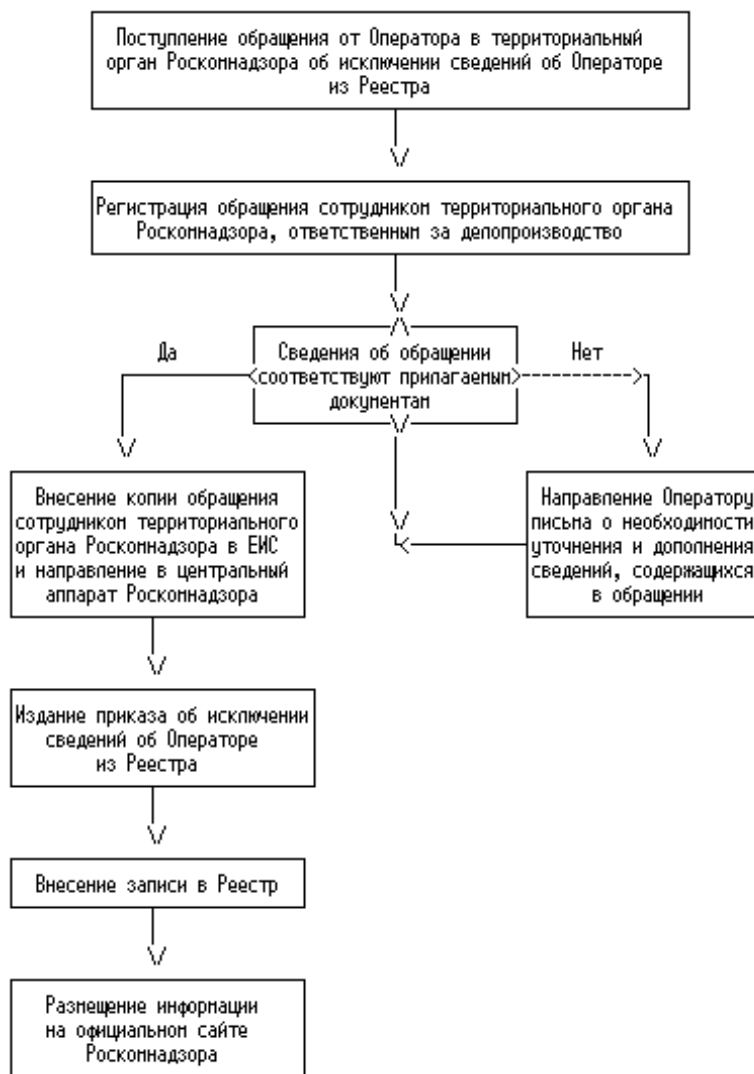 Поступление обращения от Оператора в территориальный
орган Роскомнадзора об исключении сведений об Операторе
из Реестра
Регистрация обращения сотрудником территориального органа
Роскомнадзора, ответственным за делопроизводство
Да
Сведения об обращении
соответствуют прилагаемым
документам
Нет
Внесение копии обращения
сотрудником территориального
органа Роскомнадзора в ЕИС
и направление в центральный
аппарат Роскомнадзора
Направление Оператору
письма о необходимости
уточнения и дополнения
сведений, содержащихся
в обращении
Издание приказа об исключении
сведений об Операторе
из Реестра
Внесение записи в Реестр
Размещение информации
на официальном сайте
Роскомнадзора